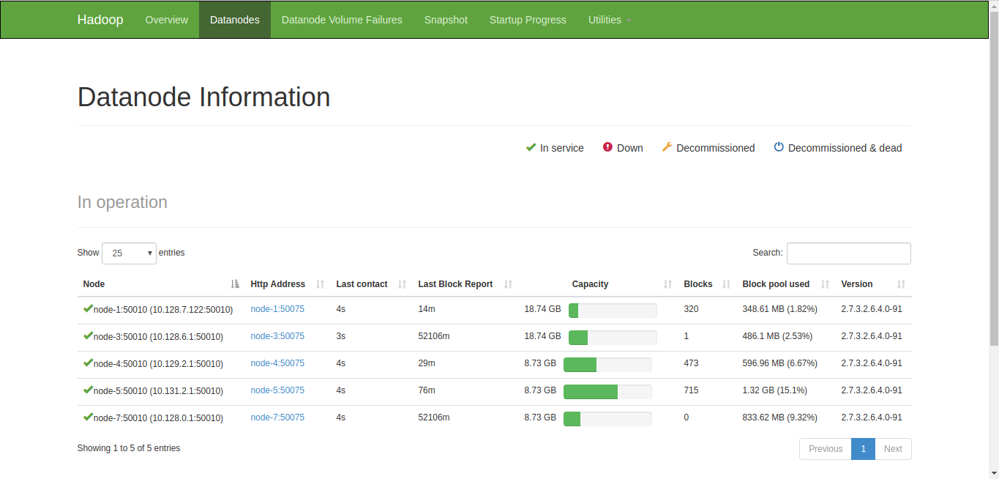 Hadoop Overview Datanodes Datanode Volume Failures Snapshot Startup Progress Utilities
Datanode Information
In service Down Decommissioned Decommissioned & dead
In operation
Show 25 entries Search:
Node Http Address Last contact Last Block Report Capacity Blocks Block pool used Version
node-1:50010 (10.128.7.122:50010) node-1:50075 4s 14m 18.74 GB 320 348.61 MB (1.82%) 2.7.3.2.6.4.0-91
node-3:50010 (10.128.6.1:50010) node-3:50075 3s 52106m 18.74 GB 1 486.1 MB (2.53%) 2.7.3.2.6.4.0-91
node-4:50010 (10.129.2.1:50010) node-4:50075 4s 29m 8.73 GB 473 596.96 MB (6.67%) 2.7.3.2.6.4.0-91
node-5:50010 (10.131.2.1:50010) node-5:50075 4s 76m 8.73 GB 715 1.32 GB (15.1%) 2.7.3.2.6.4.0-91
node-7:50010 (10.128.0.1:50010) node-7:50075 4s 52106m 8.73 GB 0 833.62 MB (9.32%) 2.7.3.2.6.4.0-91
Showing 1 to 5 of 5 entries Previous 1 Next